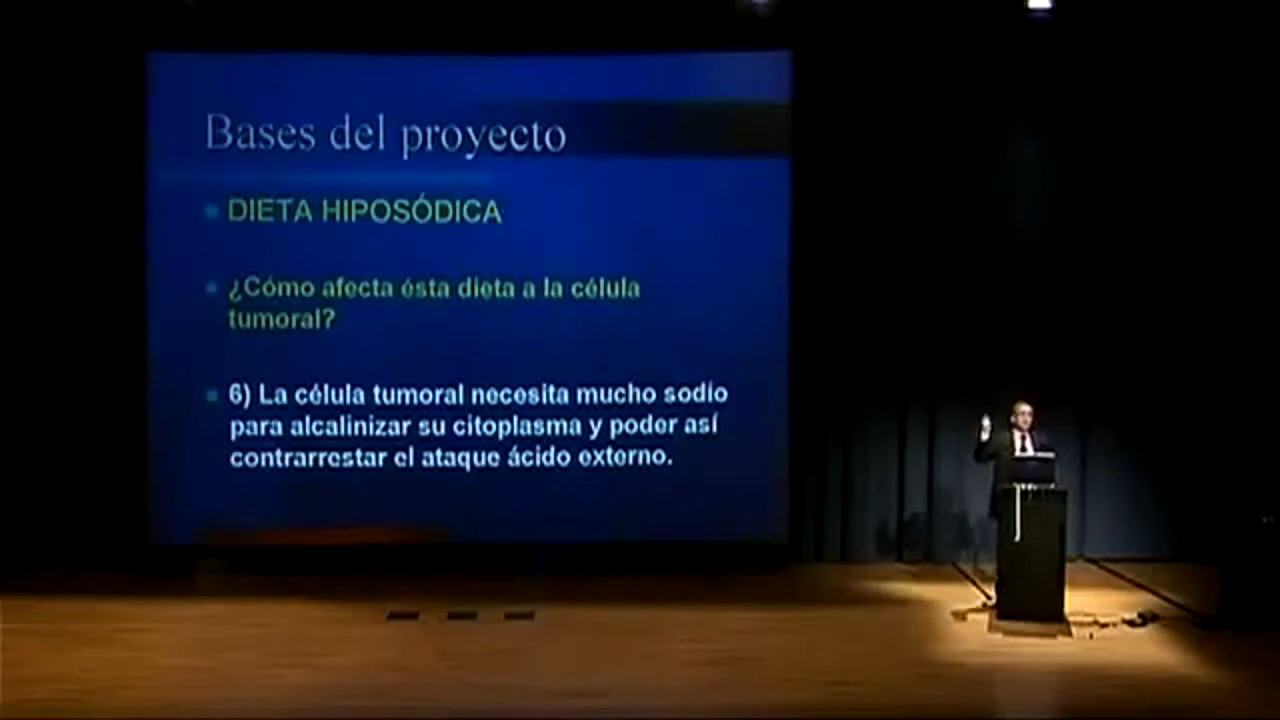 Bases del proyecto
DIETA HIPOSÓDICA
¿Cómo afecta ésta dieta a la célula
tumoral?
6) La célula tumoral necesita mucho sodio
para alcalinizar su citoplasma y poder así
contrarrestar el ataque ácido externo.